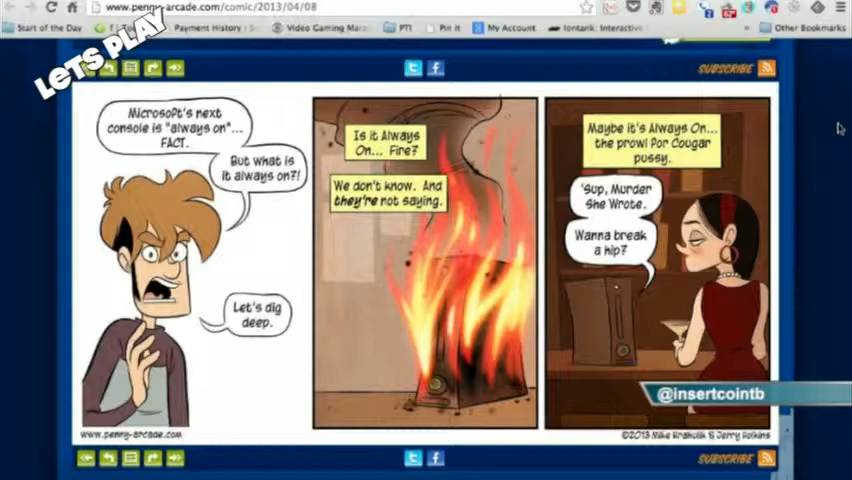 www.penny-arcade.com/comic/2013/04/08
Start of the Day
Payment History
Video Gaming
PTI
Pin it
My Account
Iontank: Interactive
Other Bookmarks
LETS PLAY
SUBSCRIBE
Microsoft's next
console is "always on"...
FACT.
But what is
it always on?!
Let's dig
deep.
Is it Always
On... Fire?
We don't know. And
they're not saying.
Maybe it's Always On...
the prowl for Cougar
pussy.
'Sup, Murder
She Wrote.
Wanna break
a hip?
@insertcointb
www.penny-arcade.com
©2013 Mike Krahulik & Jerry Holkins
SUBSCRIBE